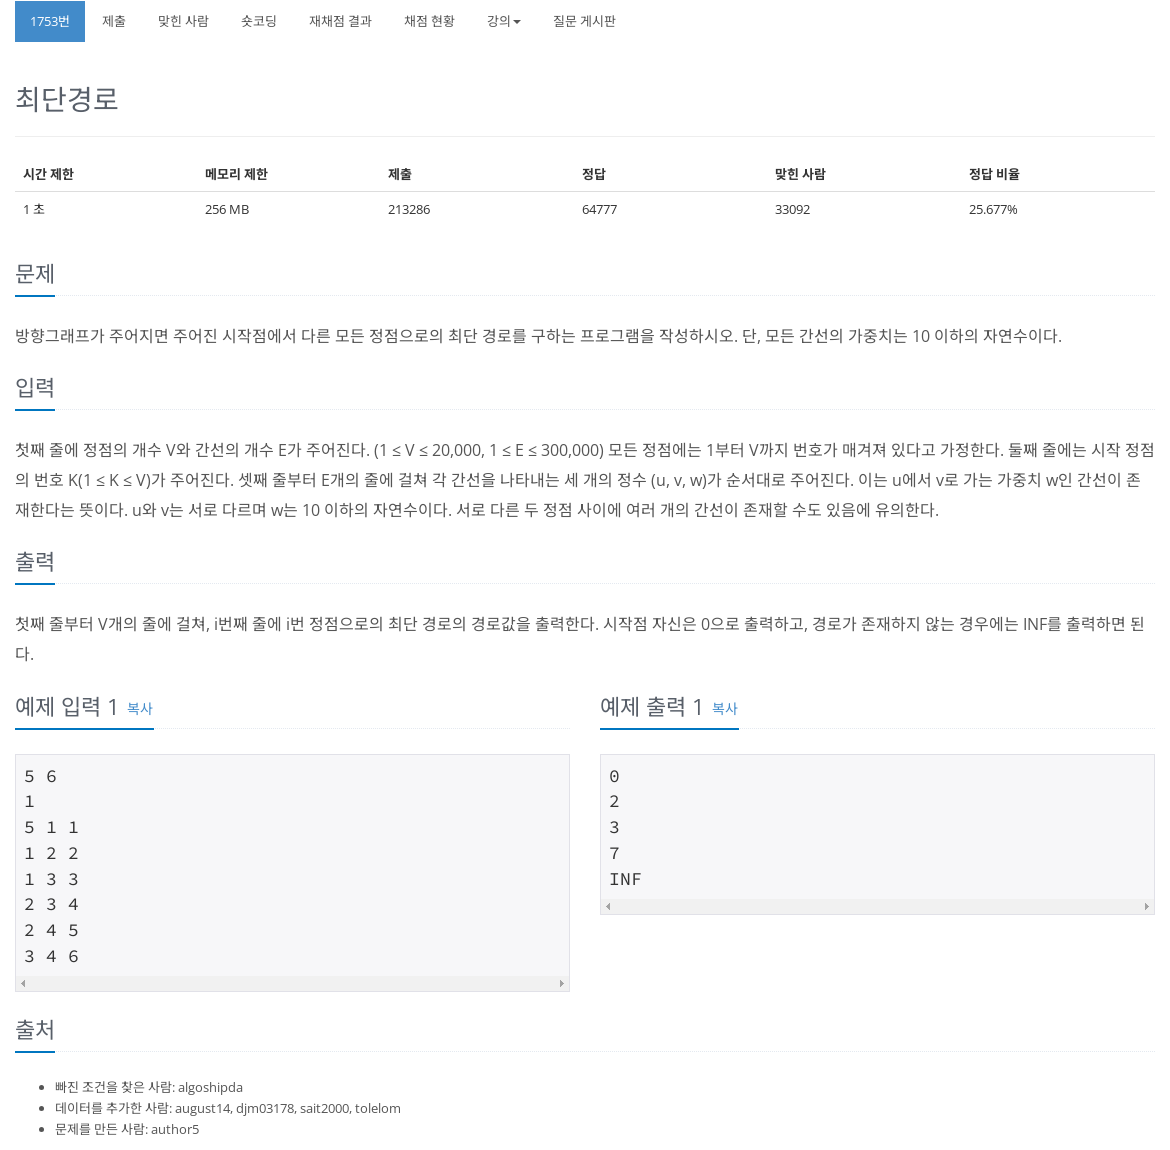 1753번 제출 맞힌 사람 숏코딩 재채점 결과 채점 현황 강의 질문 게시판
최단경로
시간 제한 메모리 제한 제출 정답 맞힌 사람 정답 비율
1 초 256 MB 213286 64777 33092 25.677%
문제
방향그래프가 주어지면 주어진 시작점에서 다른 모든 정점으로의 최단 경로를 구하는 프로그램을 작성하시오. 단, 모든 간선의 가중치는 10 이하의 자연수이다.
입력
첫째 줄에 정점의 개수 V와 간선의 개수 E가 주어진다. (1 ≤ V ≤ 20,000, 1 ≤ E ≤ 300,000) 모든 정점에는 1부터 V까지 번호가 매겨져 있다고 가정한다. 둘째 줄에는 시작 정점
의 번호 K(1 ≤ K ≤ V)가 주어진다. 셋째 줄부터 E개의 줄에 걸쳐 각 간선을 나타내는 세 개의 정수 (u, v, w)가 순서대로 주어진다. 이는 u에서 v로 가는 가중치 w인 간선이 존
재한다는 뜻이다. u와 v는 서로 다르며 w는 10 이하의 자연수이다. 서로 다른 두 정점 사이에 여러 개의 간선이 존재할 수도 있음에 유의한다.
출력
첫째 줄부터 V개의 줄에 걸쳐, i번째 줄에 i번 정점으로의 최단 경로의 경로값을 출력한다. 시작점 자신은 0으로 출력하고, 경로가 존재하지 않는 경우에는 INF를 출력하면 된
다.
예제 입력 1 복사
5 6
1
5 1 1
1 2 2
1 3 3
2 3 4
2 4 5
3 4 6
예제 출력 1 복사
0
2
3
7
INF
출처
빠진 조건을 찾은 사람: algoshipda
데이터를 추가한 사람: august14, djm03178, sait2000, tolelom
문제를 만든 사람: author5